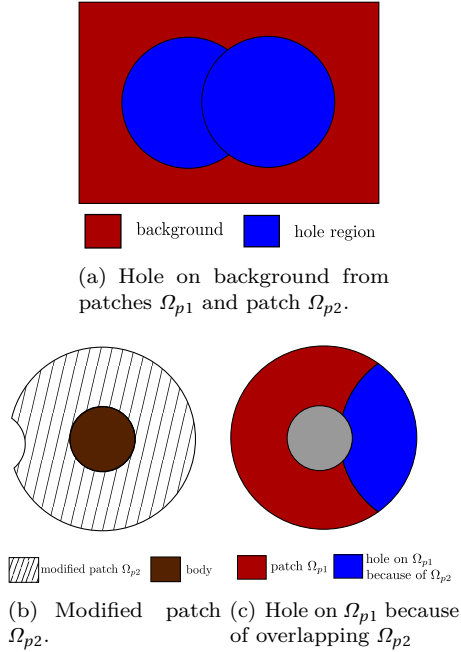 background hole region
(a) Hole on background from
patches Ωp1 and patch Ωp2.
modified patch Ωp2 body
patch Ωp1 hole on Ωp1
because of Ωp2
(b) Modified patch
Ωp2.
(c) Hole on Ωp1 because
of overlapping Ωp2